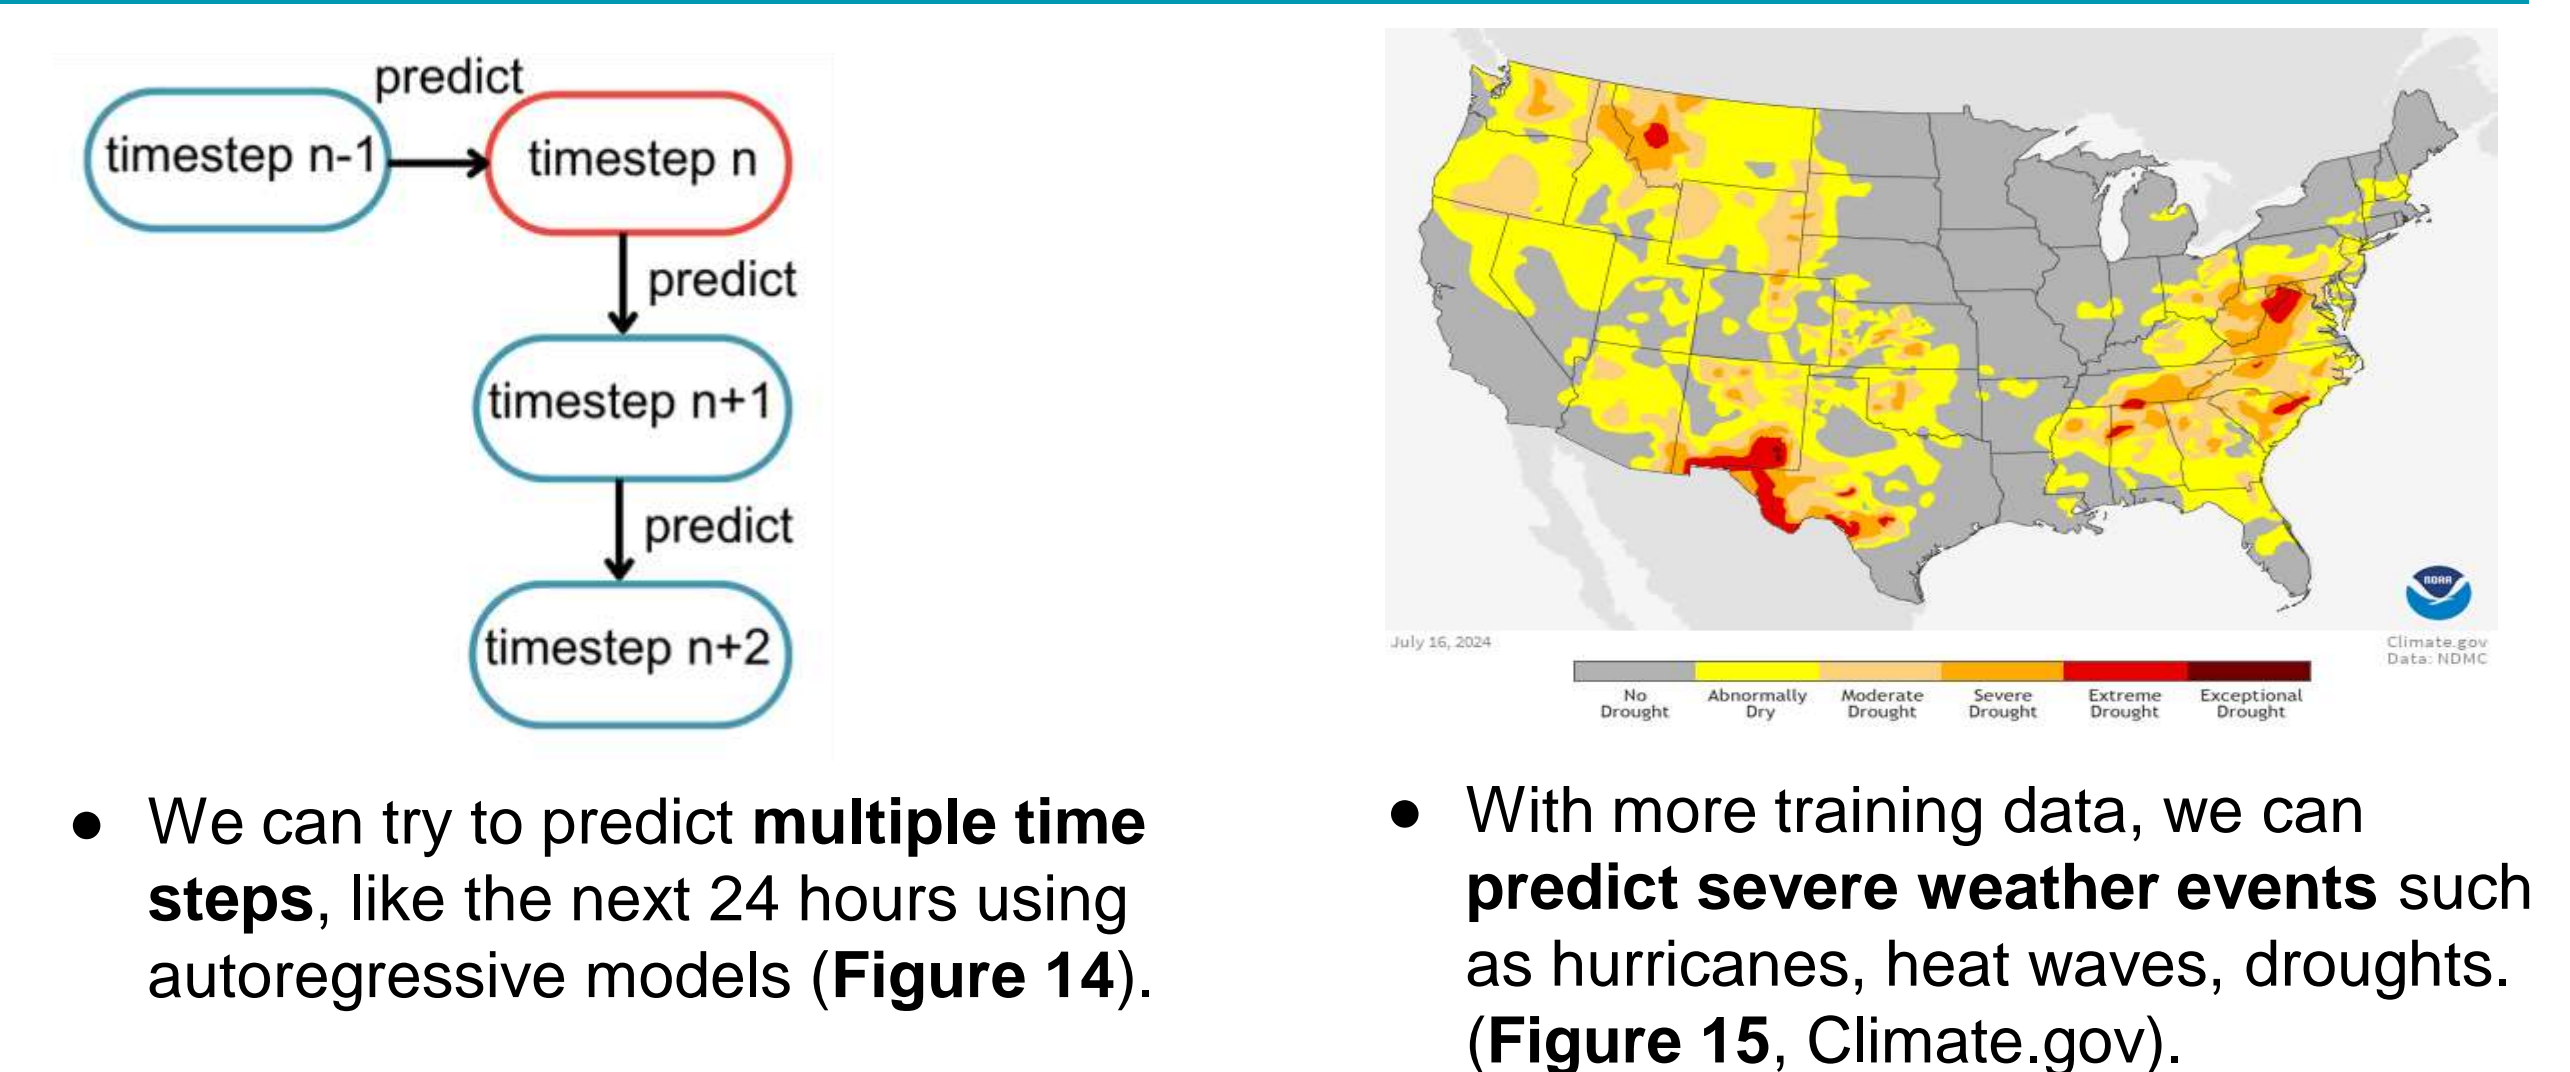 predict
timestep n-1
timestep n
predict
timestep n+1
predict
timestep n+2
● We can try to predict multiple time
steps, like the next 24 hours using
autoregressive models (Figure 14).
NOAA
July 16, 2024
Climate.gov
Data: NDMC
No
Drought
Abnormally
Dry
Moderate
Drought
Severe
Drought
Extreme
Drought
Exceptional
Drought
● With more training data, we can
predict severe weather events such
as hurricanes, heat waves, droughts.
(Figure 15, Climate.gov).